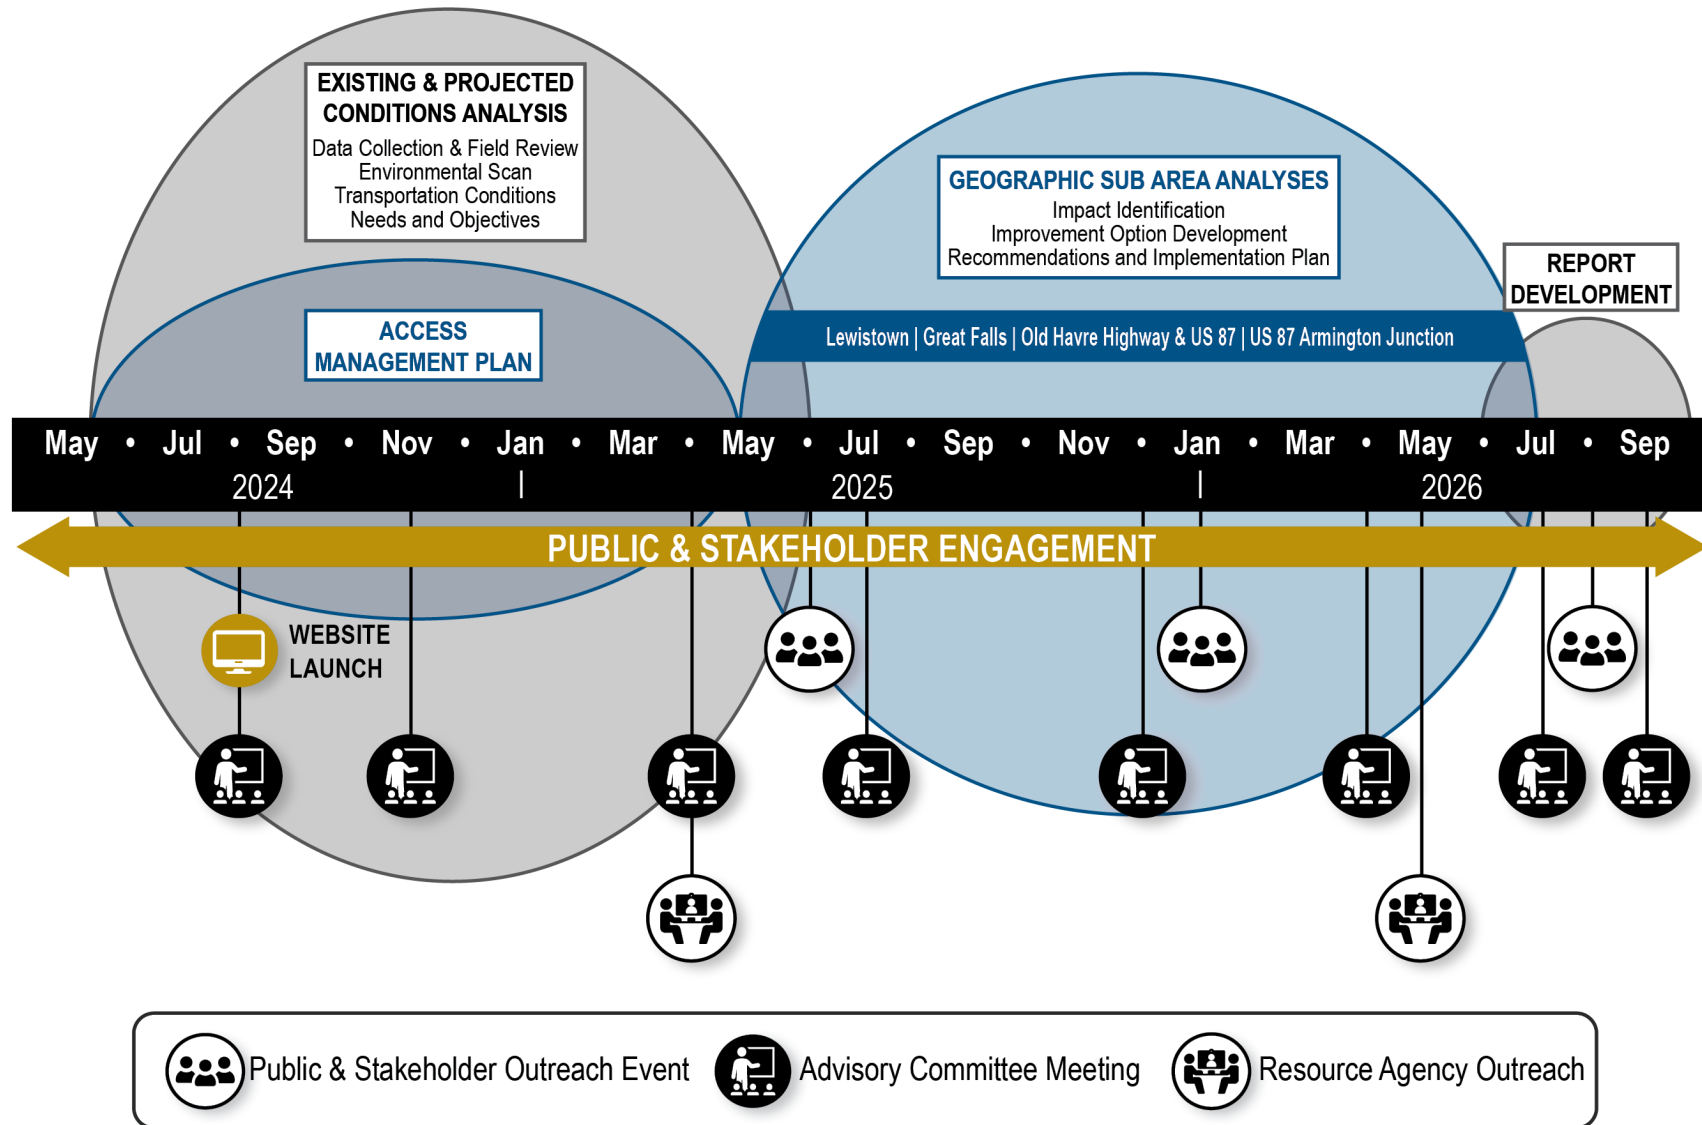 EXISTING & PROJECTED
CONDITIONS ANALYSIS
Data Collection & Field Review
Environmental Scan
Transportation Conditions
Needs and Objectives
GEOGRAPHIC SUB AREA ANALYSES
Impact Identification
Improvement Option Development
Recommendations and Implementation Plan
REPORT
DEVELOPMENT
ACCESS
MANAGEMENT PLAN
Lewistown | Great Falls | Old Havre Highway & US 87 | US 87 Armington Junction
May • Jul • Sep • Nov • Jan • Mar • May • Jul • Sep • Nov • Jan • Mar • May • Jul • Sep
2024 | 2025 | 2026
PUBLIC & STAKEHOLDER ENGAGEMENT
WEBSITE
LAUNCH
Public & Stakeholder Outreach Event
Advisory Committee Meeting
Resource Agency Outreach